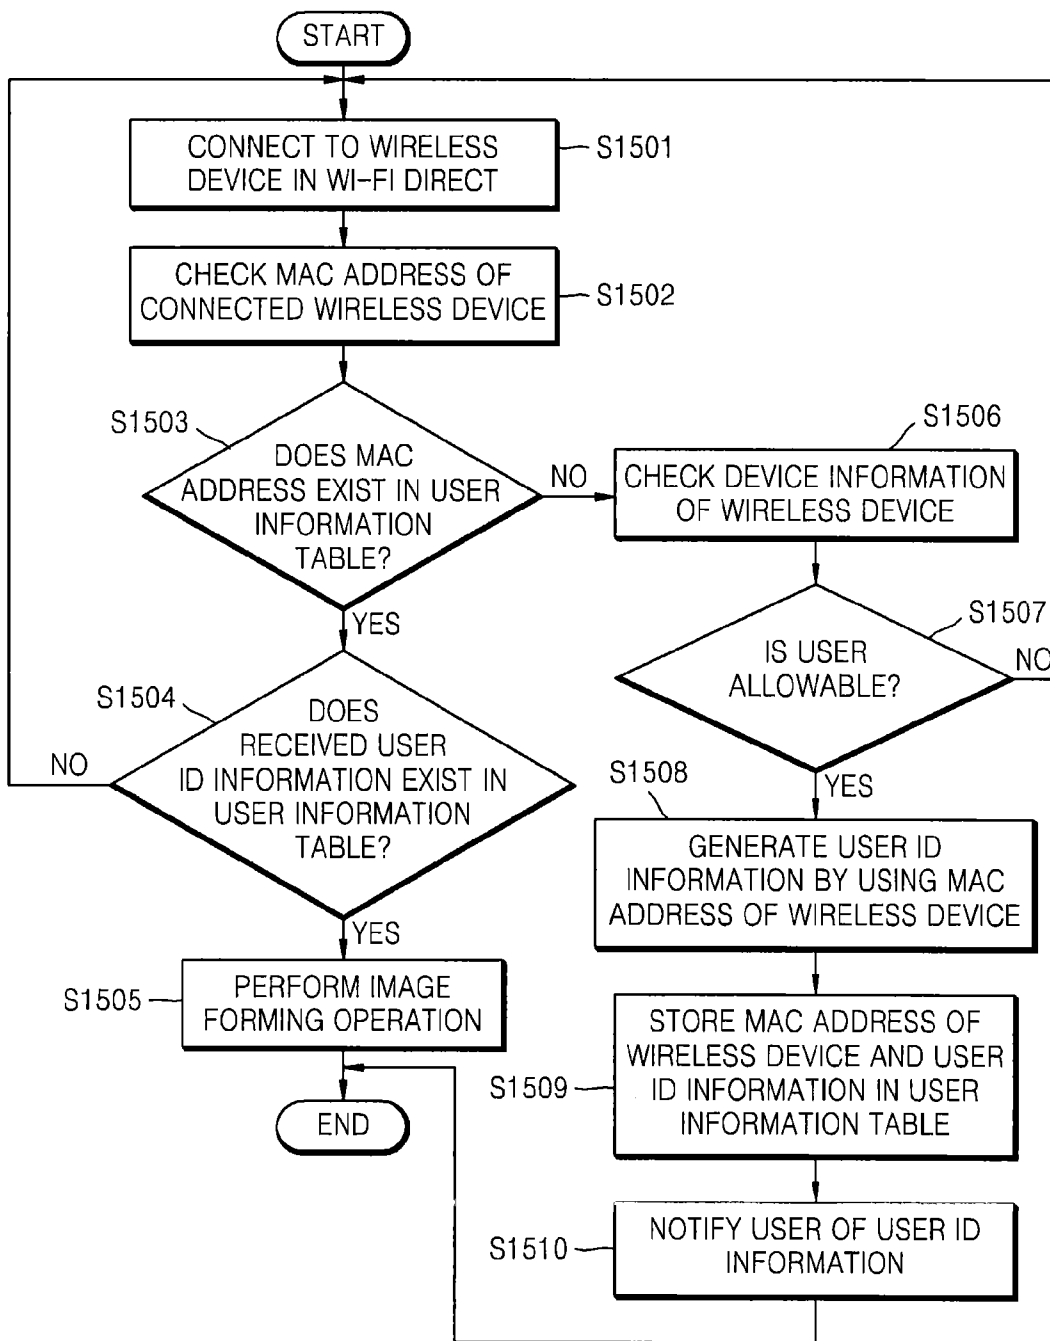 START
CONNECT TO WIRELESS
DEVICE IN WI-FI DIRECT
S1501
CHECK MAC ADDRESS OF
CONNECTED WIRELESS DEVICE
S1502
S1503
DOES MAC
ADDRESS EXIST IN USER
INFORMATION
TABLE?
NO
YES
S1506
CHECK DEVICE INFORMATION
OF WIRELESS DEVICE
S1504
DOES
RECEIVED USER
ID INFORMATION EXIST IN
USER INFORMATION
TABLE?
NO
YES
S1507
IS USER
ALLOWABLE?
NO
YES
S1505
PERFORM IMAGE
FORMING OPERATION
END
S1508
GENERATE USER ID
INFORMATION BY USING MAC
ADDRESS OF WIRELESS DEVICE
S1509
STORE MAC ADDRESS OF
WIRELESS DEVICE AND USER
ID INFORMATION IN USER
INFORMATION TABLE
S1510
NOTIFY USER OF USER ID
INFORMATION